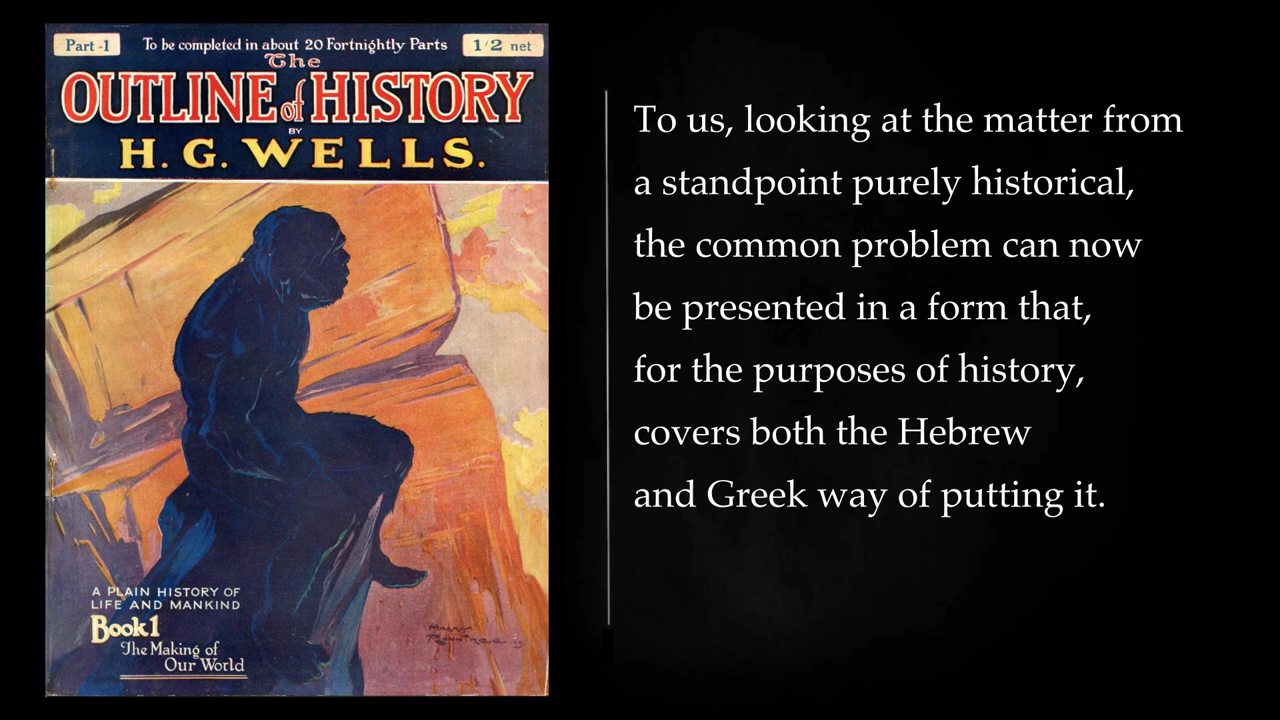 Part -1
To be completed in about 20 Fortnightly Parts
1/2 net
The
OUTLINE of HISTORY
BY
H. G. WELLS.
A PLAIN HISTORY OF
LIFE AND MANKIND
Book 1
The Making of
Our World
To us, looking at the matter from
a standpoint purely historical,
the common problem can now
be presented in a form that,
for the purposes of history,
covers both the Hebrew
and Greek way of putting it.